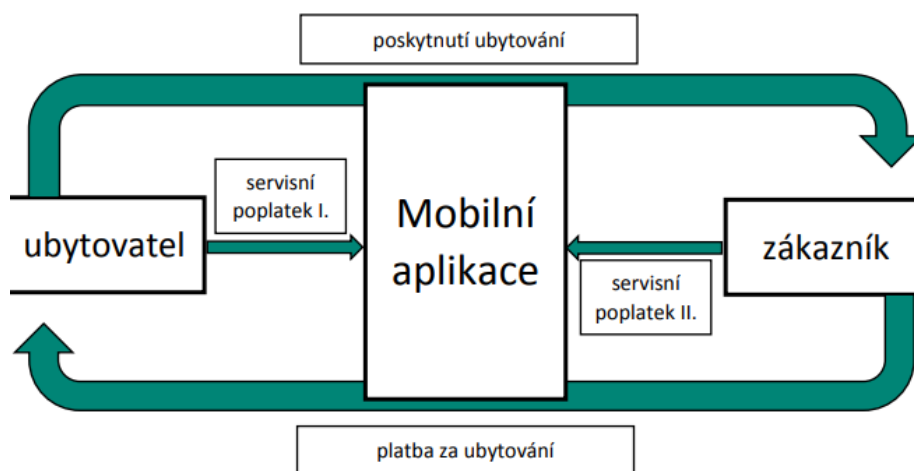 poskytnutí ubytování
servisní
poplatek I.
ubytovatel
Mobilní
aplikace
zákazník
servisní
poplatek II.
platba za ubytování